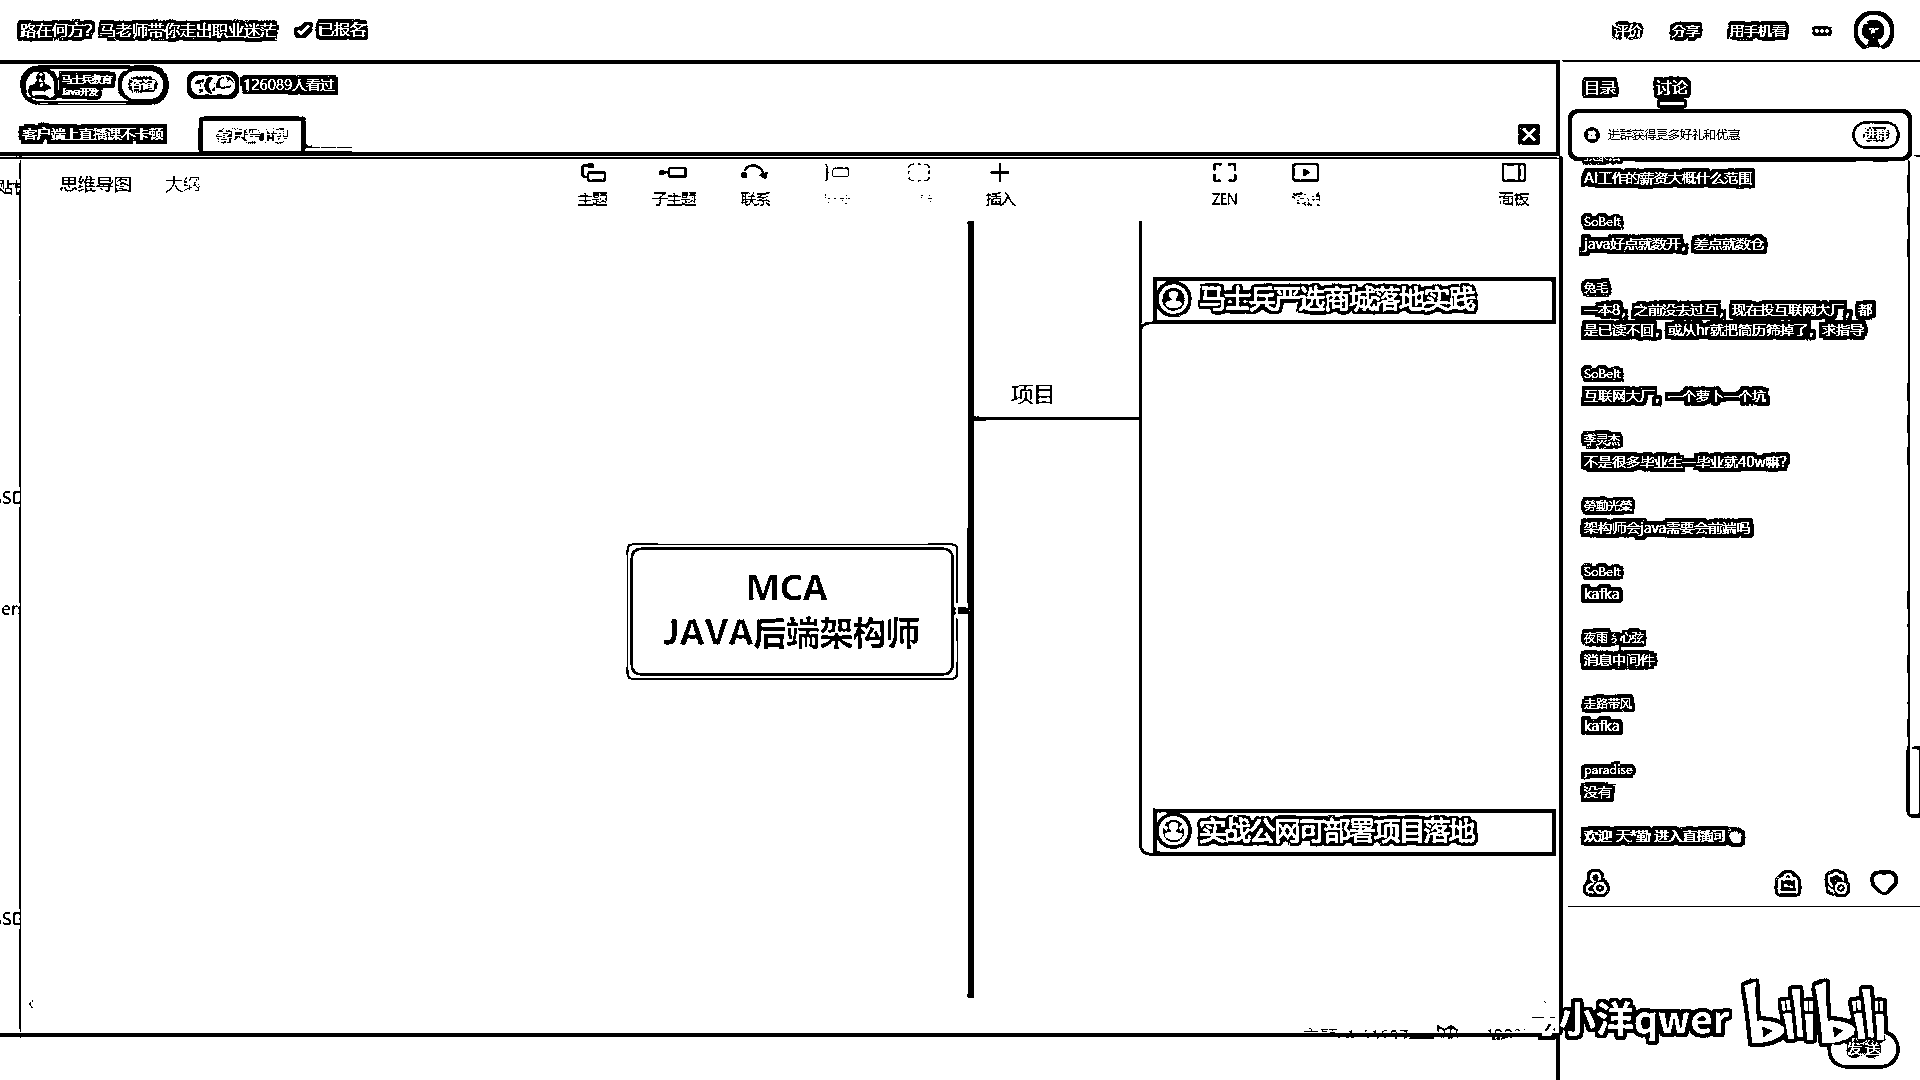 路在何方？马老师带你走出职业迷茫 已报名
评价 分享 用手机看
马士兵教育
Java开发
咨询
126089人看过
目录 讨论
客户端上直播课不卡顿
进群获得更多好礼和优惠 进群
思维导图 大纲
主题 子主题 联系 插入 ZEN 面板
AI工作的薪资大概什么范围
SoBelt
java好点就数开，差点就数仓
兔毛
一本8，之前没去过互，现在投互联网大厂，都
是已读不回，或从hr就把简历筛掉了，求指导
SoBelt
互联网大厂，一个萝卜一个坑
李灵杰
不是很多毕业生一毕业就40w嘛？
勞動光榮
架构师会java需要会前端吗
SoBelt
kafka
夜雨ś心弦
消息中间件
走路带风
kafka
paradise
没有
欢迎 天*勤 进入直播间
马士兵严选商城落地实践
项目
MCA
JAVA后端架构师
实战公网可部署项目落地
小洋qwer bilibili
发送